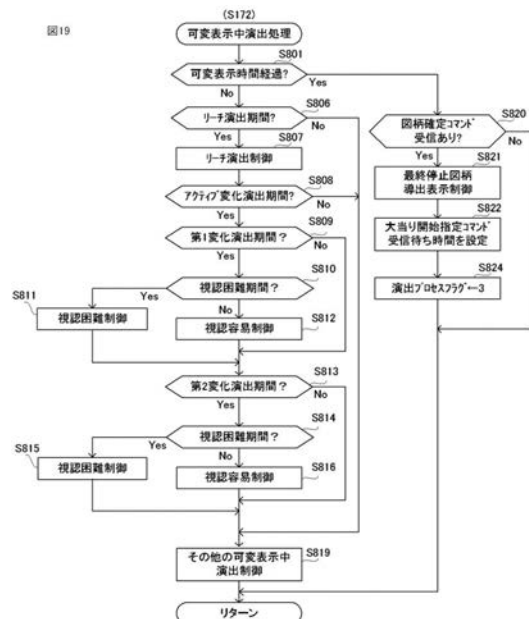 図19
(S172)
可変表示中演出処理
S801
可変表示時間経過?
Yes
No
S806
リーチ演出期間?
No
Yes
S807
リーチ演出制御
S808
アクティブ変化演出期間?
No
Yes
S809
第1変化演出期間?
No
Yes
S810
視認困難期間?
Yes
No
S811
視認困難制御
S812
視認容易制御
S813
第2変化演出期間?
No
Yes
S814
視認困難期間?
Yes
No
S815
視認困難制御
S816
視認容易制御
S819
その他の可変表示中
演出制御
リターン
S820
図柄確定コマンド
受信あり?
No
Yes
S821
最終停止図柄
導出表示制御
S822
大当り開始指定コマンド
受信待ち時間を設定
S824
演出プロセスフラグ←3